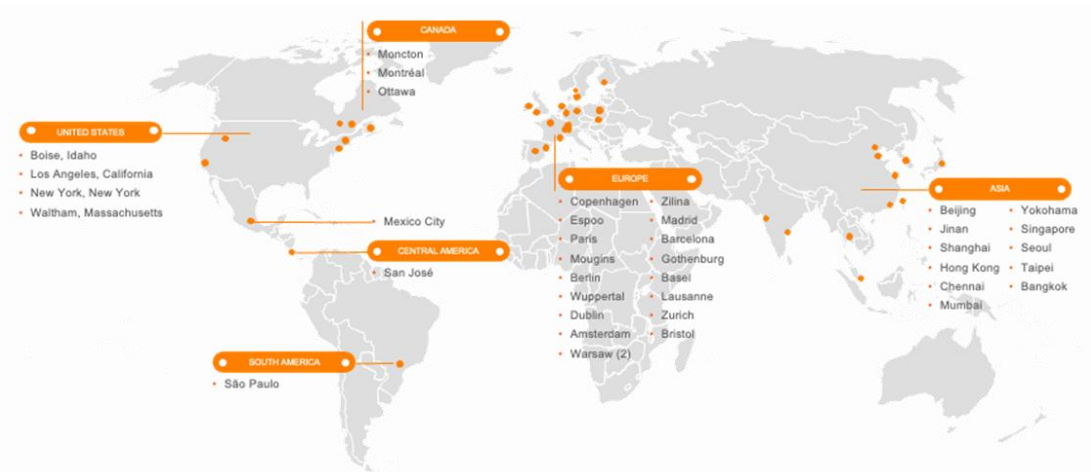 CANADA
Moncton
Montréal
Ottawa
UNITED STATES
Boise, Idaho
Los Angeles, California
New York, New York
Waltham, Massachusetts
Mexico City
CENTRAL AMERICA
San José
SOUTH AMERICA
São Paulo
EUROPE
Copenhagen
Espoo
Paris
Mougins
Berlin
Wuppertal
Dublin
Amsterdam
Warsaw (2)
Zilina
Madrid
Barcelona
Gothenburg
Basel
Lausanne
Zurich
Bristol
ASIA
Beijing
Jinan
Shanghai
Hong Kong
Chennai
Mumbai
Yokohama
Singapore
Seoul
Taipei
Bangkok